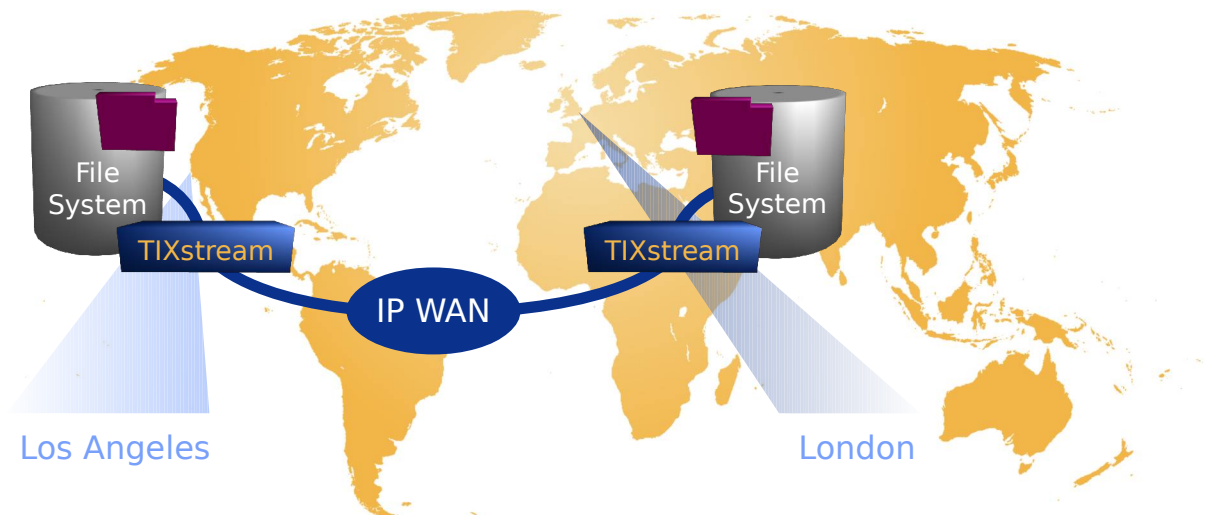 File
System
TIXstream
IP WAN
File
System
TIXstream
Los Angeles
London